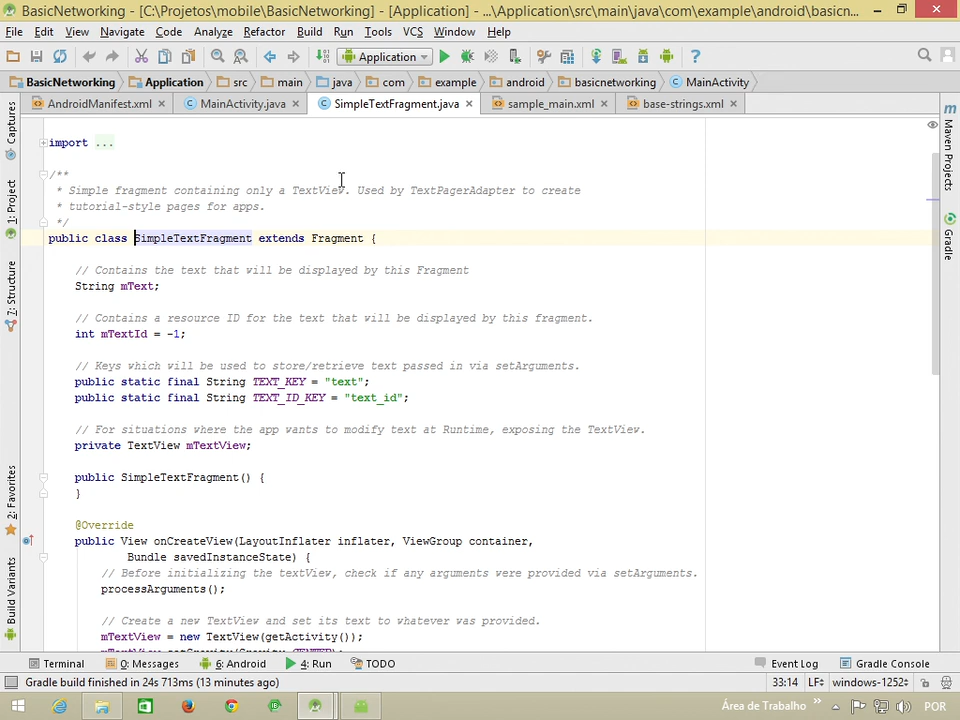 BasicNetworking - [C:\Projetos\mobile\BasicNetworking] - [Application] - ...\Application\src\main\java\com\example\android\basicn...
File Edit View Navigate Code Analyze Refactor Build Run Tools VCS Window Help
Application
BasicNetworking Application src main java com example android basicnetworking MainActivity
AndroidManifest.xml MainActivity.java SimpleTextFragment.java sample_main.xml base-strings.xml
Captures
1: Project
7: Structure
2: Favorites
Build Variants
Maven Projects
Gradle
import ...
/**
* Simple fragment containing only a TextView. Used by TextPagerAdapter to create
* tutorial-style pages for apps.
*/
public class SimpleTextFragment extends Fragment {
// Contains the text that will be displayed by this Fragment
String mText;
// Contains a resource ID for the text that will be displayed by this fragment.
int mTextId = -1;
// Keys which will be used to store/retrieve text passed in via setArguments.
public static final String TEXT_KEY = "text";
public static final String TEXT_ID_KEY = "text_id";
// For situations where the app wants to modify text at Runtime, exposing the TextView.
private TextView mTextView;
public SimpleTextFragment() {
}
@Override
public View onCreateView(LayoutInflater inflater, ViewGroup container,
Bundle savedInstanceState) {
// Before initializing the textView, check if any arguments were provided via setArguments.
processArguments();
// Create a new TextView and set its text to whatever was provided.
mTextView = new TextView(getActivity());
Terminal 0: Messages 6: Android 4: Run TODO Event Log Gradle Console
Gradle build finished in 24s 713ms (13 minutes ago) 33:14 LF windows-1252
Área de Trabalho » POR